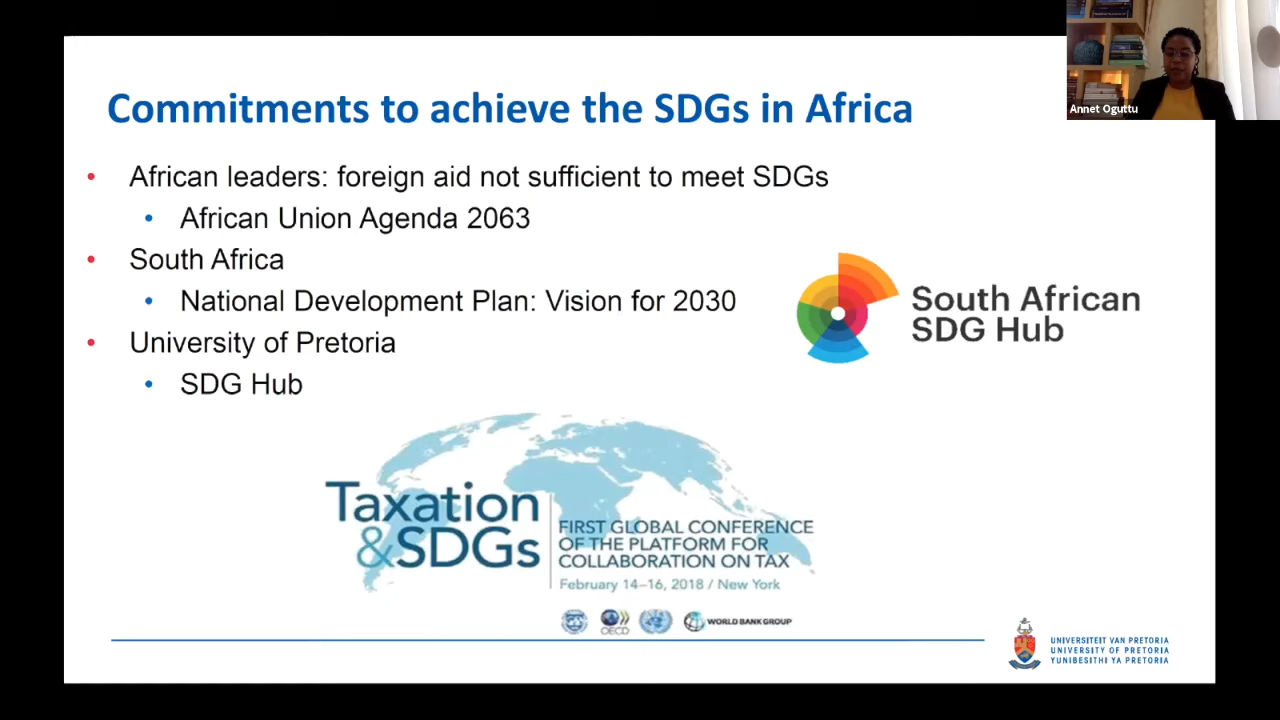 Annet Oguttu
Commitments to achieve the SDGs in Africa
• African leaders: foreign aid not sufficient to meet SDGs
• African Union Agenda 2063
• South Africa
• National Development Plan: Vision for 2030
• University of Pretoria
• SDG Hub
South African
SDG Hub
Taxation
&SDGs
FIRST GLOBAL CONFERENCE
OF THE PLATFORM FOR
COLLABORATION ON TAX
February 14–16, 2018 / New York
OECD
WORLD BANK GROUP
UNIVERSITEIT VAN PRETORIA
UNIVERSITY OF PRETORIA
YUNIBESITHI YA PRETORIA